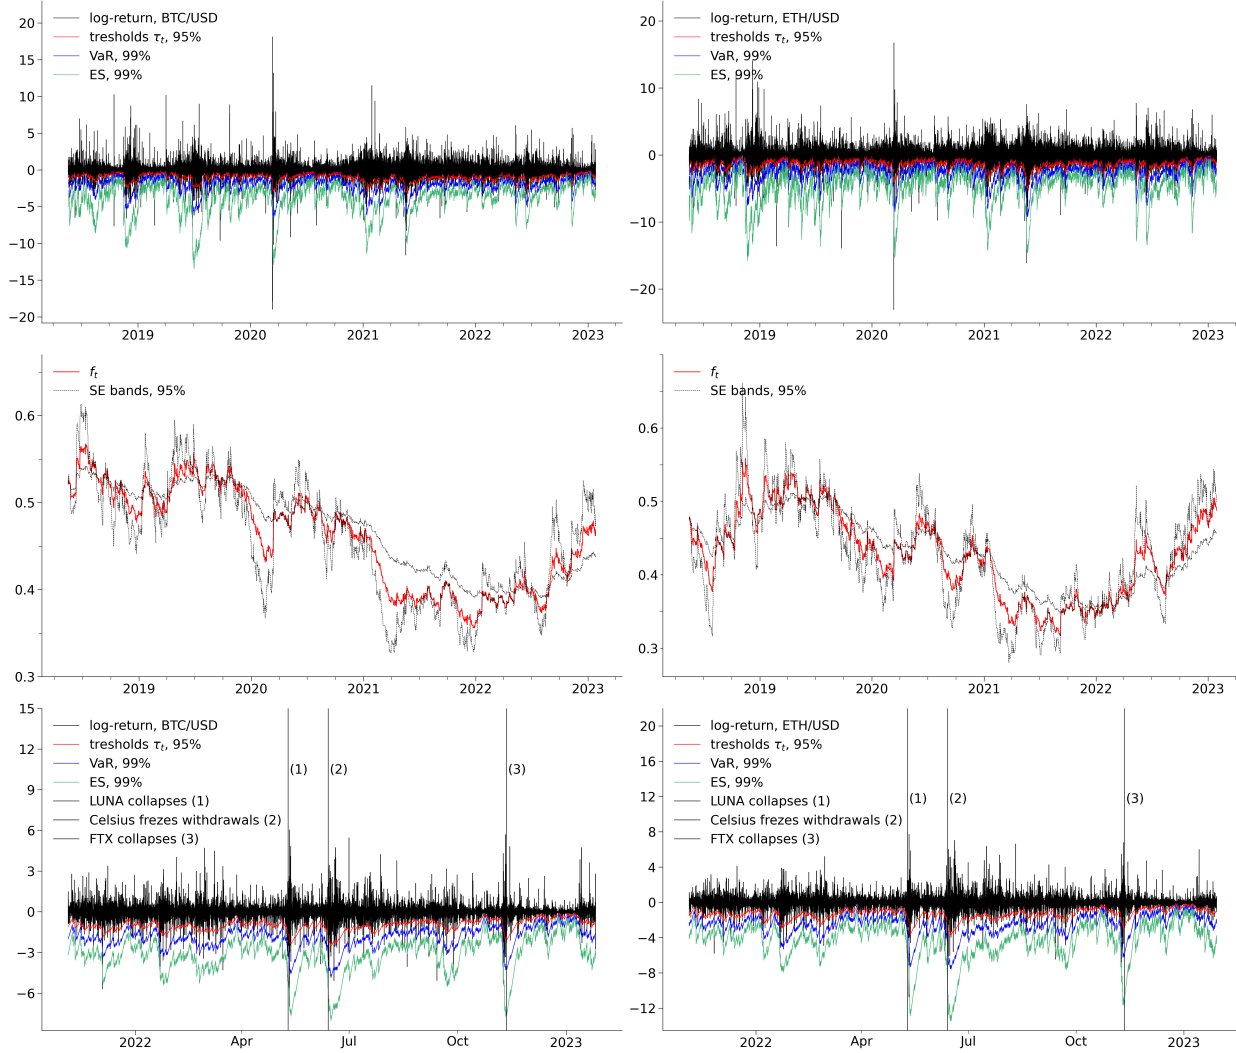 20
15
10
5
0
−5
−10
−15
−20
log-return, BTC/USD
tresholds τt, 95%
VaR, 99%
ES, 99%
2019 2020 2021 2022 2023
20
10
0
−10
−20
log-return, ETH/USD
tresholds τt, 95%
VaR, 99%
ES, 99%
2019 2020 2021 2022 2023
0.6
0.5
0.4
0.3
ft
SE bands, 95%
2019 2020 2021 2022 2023
0.6
0.5
0.4
0.3
ft
SE bands, 95%
2019 2020 2021 2022 2023
15
12
9
6
3
0
−3
−6
log-return, BTC/USD
tresholds τt, 95%
VaR, 99%
ES, 99%
LUNA collapses (1)
Celsius frezes withdrawals (2)
FTX collapses (3)
(1) (2) (3)
2022 Apr Jul Oct 2023
20
16
12
8
4
0
−4
−8
−12
log-return, ETH/USD
tresholds τt, 95%
VaR, 99%
ES, 99%
LUNA collapses (1)
Celsius frezes withdrawals (2)
FTX collapses (3)
(1) (2) (3)
2022 Apr Jul Oct 2023